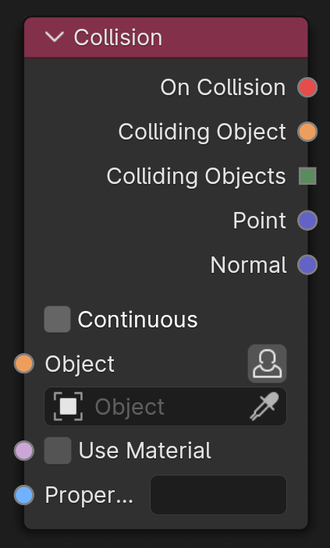 Collision
On Collision
Colliding Object
Colliding Objects
Point
Normal
Continuous
Object
Object
Use Material
Proper...